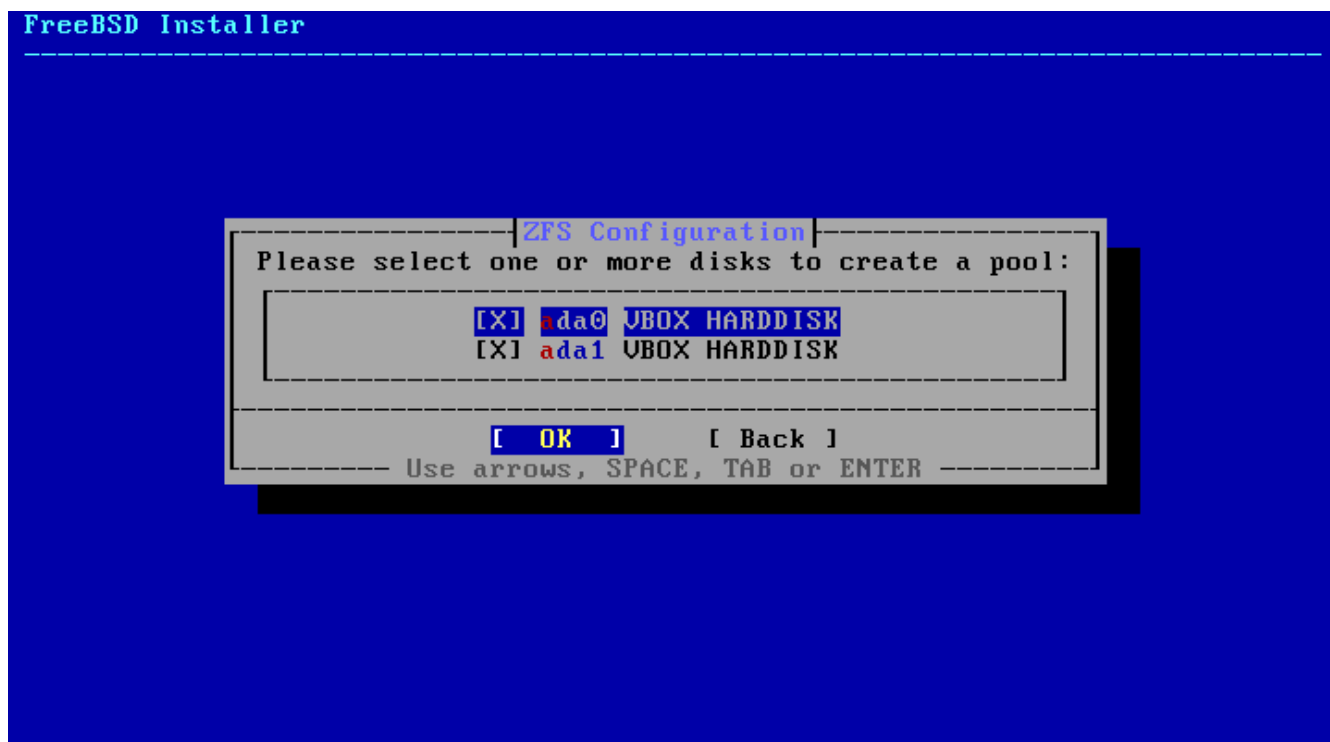 FreeBSD Installer
ZFS Configuration
Please select one or more disks to create a pool:
[X] ada0 VBOX HARDDISK
[X] ada1 VBOX HARDDISK
[ OK ] [ Back ]
Use arrows, SPACE, TAB or ENTER